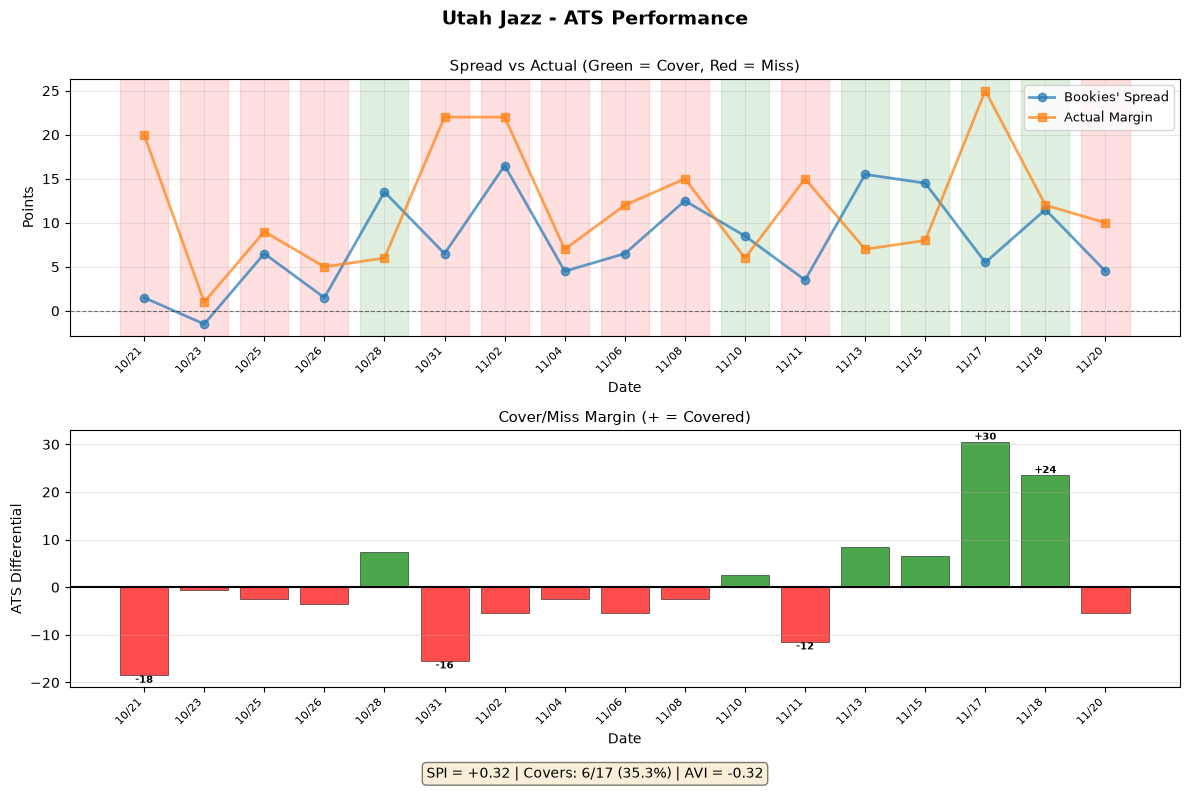 Utah Jazz - ATS Performance
Spread vs Actual (Green = Cover, Red = Miss)
Points
25
20
15
10
5
0
Bookies' Spread
Actual Margin
10/21 10/23 10/25 10/26 10/28 10/31 11/02 11/04 11/06 11/08 11/10 11/11 11/13 11/15 11/17 11/18 11/20
Date
Cover/Miss Margin (+ = Covered)
ATS Differential
30
20
10
0
−10
−20
+30
+24
-12
-16
-18
10/21 10/23 10/25 10/26 10/28 10/31 11/02 11/04 11/06 11/08 11/10 11/11 11/13 11/15 11/17 11/18 11/20
Date
SPI = +0.32 | Covers: 6/17 (35.3%) | AVI = -0.32